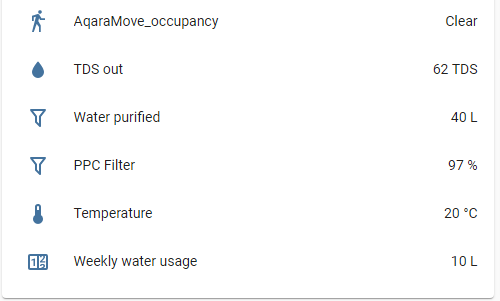 AqaraMove_occupancy Clear
TDS out 62 TDS
Water purified 40 L
PPC Filter 97 %
Temperature 20 °C
Weekly water usage 10 L